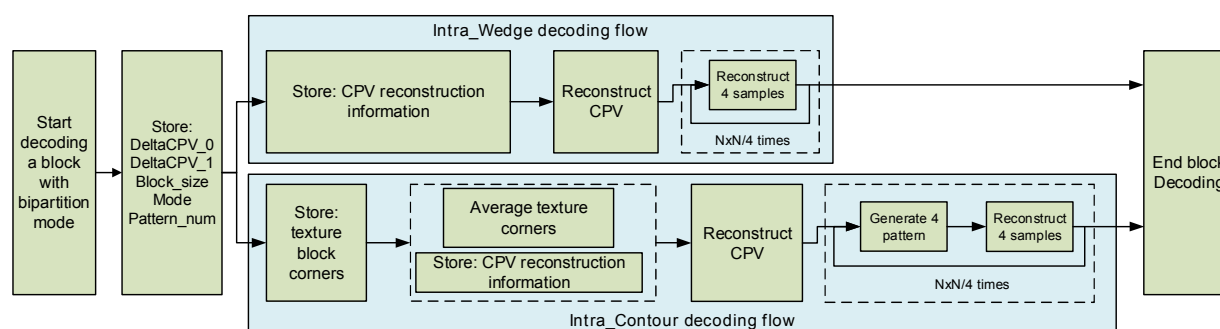 Start
decoding
a block
with
bipartition
mode
Store:
DeltaCPV_0
DeltaCPV_1
Block_size
Mode
Pattern_num
Intra_Wedge decoding flow
Store: CPV reconstruction
information
Reconstruct
CPV
Reconstruct
4 samples
NxN/4 times
Store:
texture
block
corners
Average texture
corners
Store: CPV reconstruction
information
Reconstruct
CPV
Generate 4
pattern
Reconstruct
4 samples
NxN/4 times
Intra_Contour decoding flow
End block
Decoding